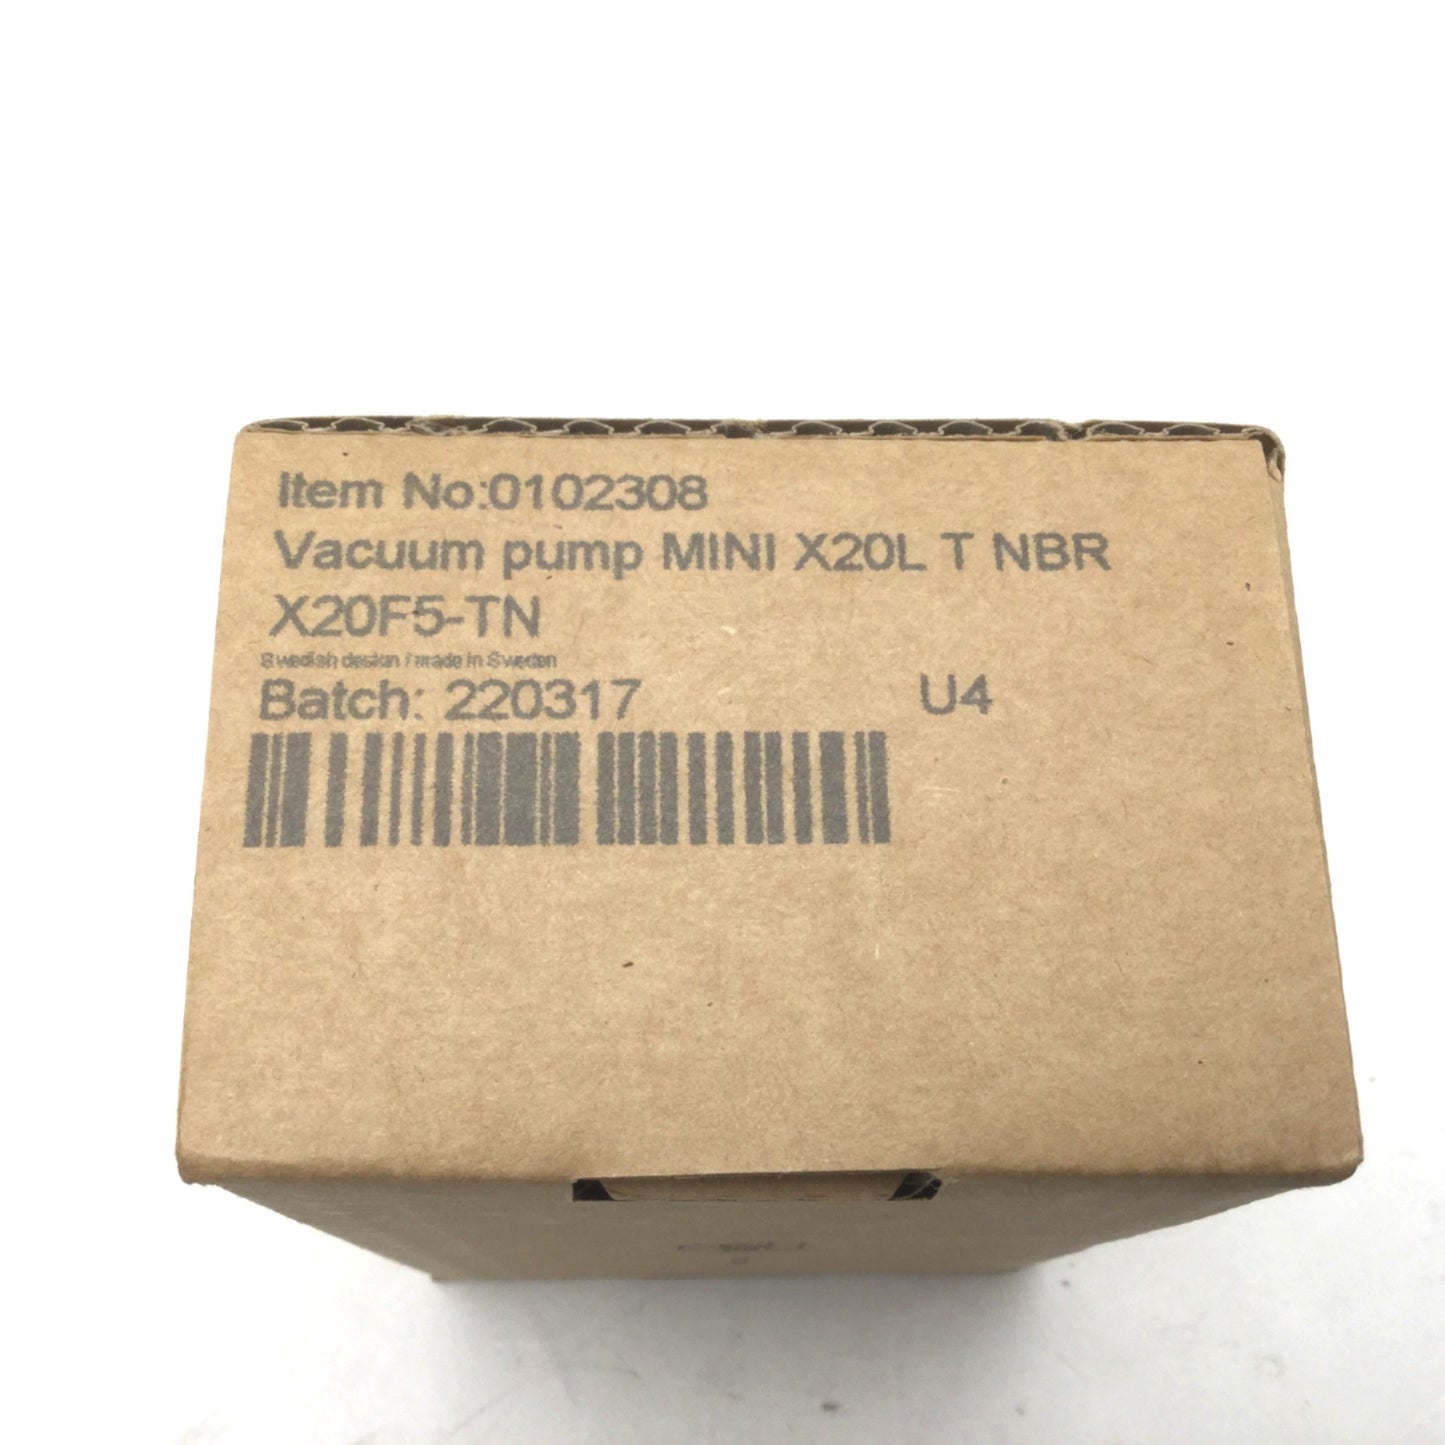 Item No:0102308
Vacuum pump MINI X20L T NBR
X20F5-TN
Swedish design / made in Sweden
Batch: 220317 U4